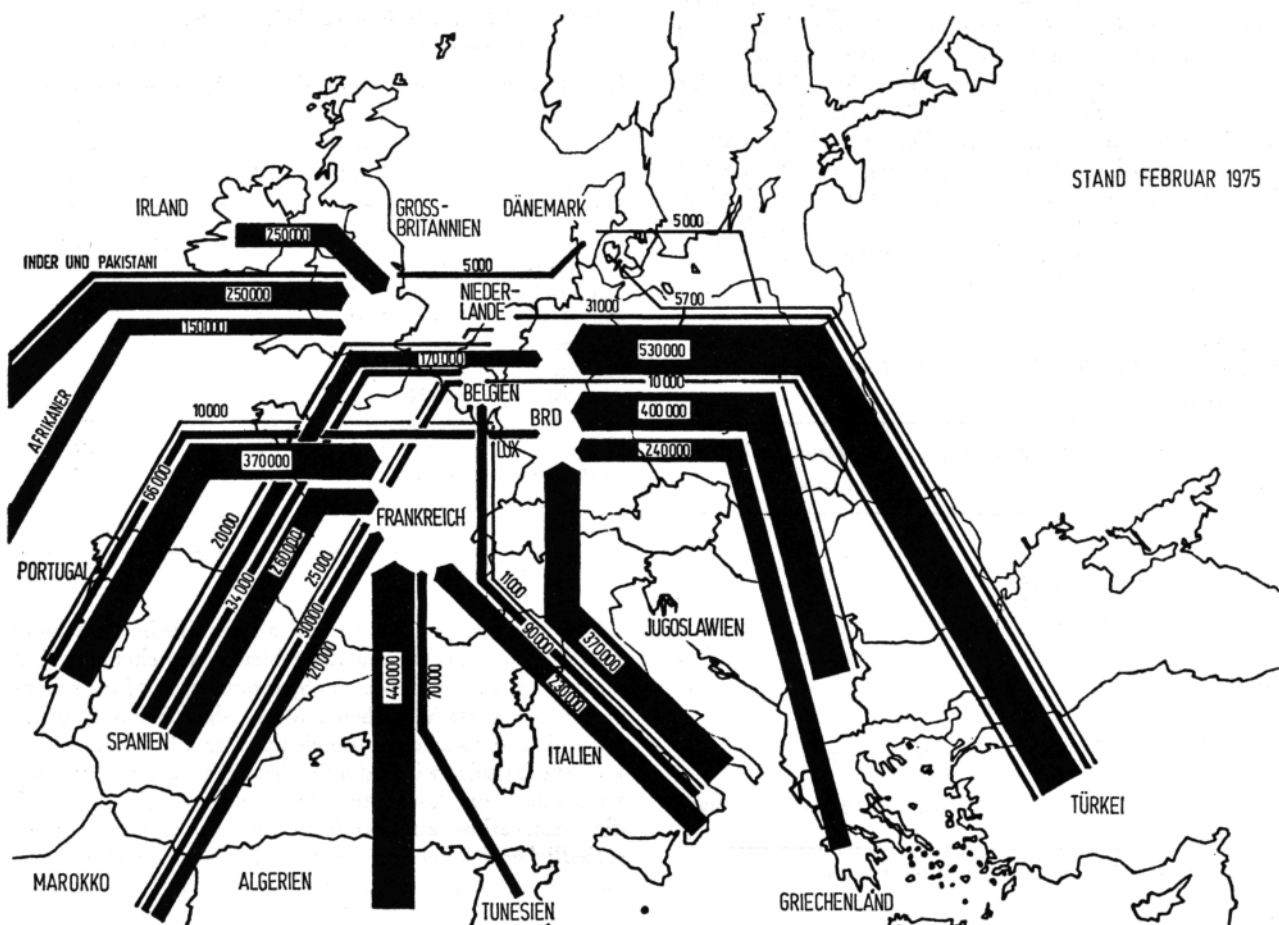 STAND FEBRUAR 1975
IRLAND
GROSS-
BRITANNIEN
DÄNEMARK
5000
250000
INDER UND PAKISTANI
5000
NIEDER-
LANDE
31000
5700
250000
150000
170000
530000
AFRIKANER
BELGIEN
10000
10000
BRD
400000
LUX
240000
370000
66000
FRANKREICH
20000
34000
260000
25000
30000
120000
PORTUGAL
11000
90000
230000
370000
JUGOSLAWIEN
440000
70000
SPANIEN
ITALIEN
TÜRKEI
MAROKKO
ALGERIEN
TUNESIEN
GRIECHENLAND